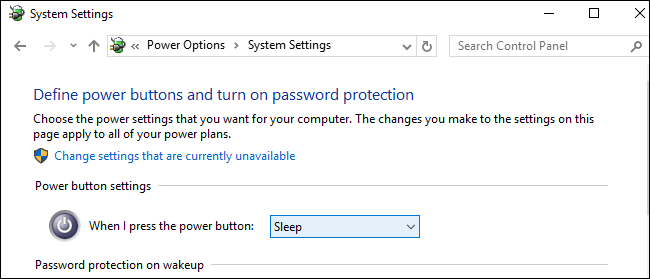 System Settings
« Power Options > System Settings
Search Control Panel
Define power buttons and turn on password protection
Choose the power settings that you want for your computer. The changes you make to the settings on this
page apply to all of your power plans.
Change settings that are currently unavailable
Power button settings
When I press the power button: Sleep
Password protection on wakeup